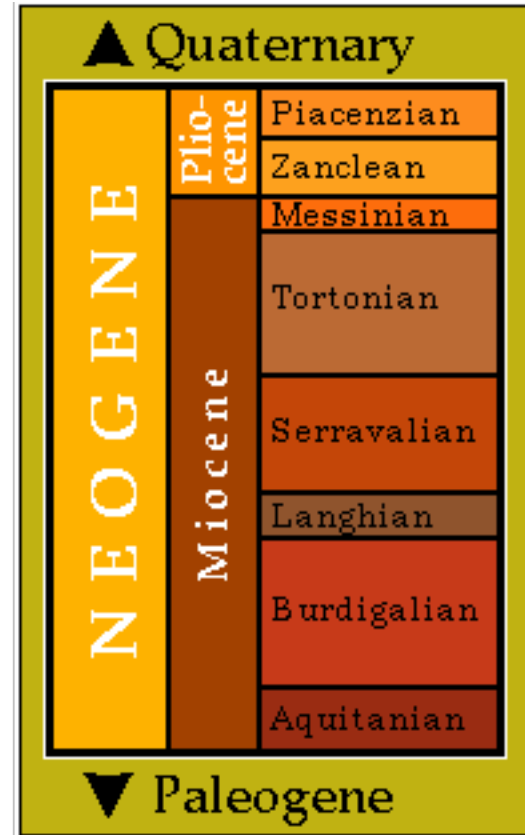 ▲ Quaternary
NEOGENE
Plio-
cene
Piacenzian
Zanclean
Miocene
Messinian
Tortonian
Serravalian
Langhian
Burdigalian
Aquitanian
▼ Paleogene